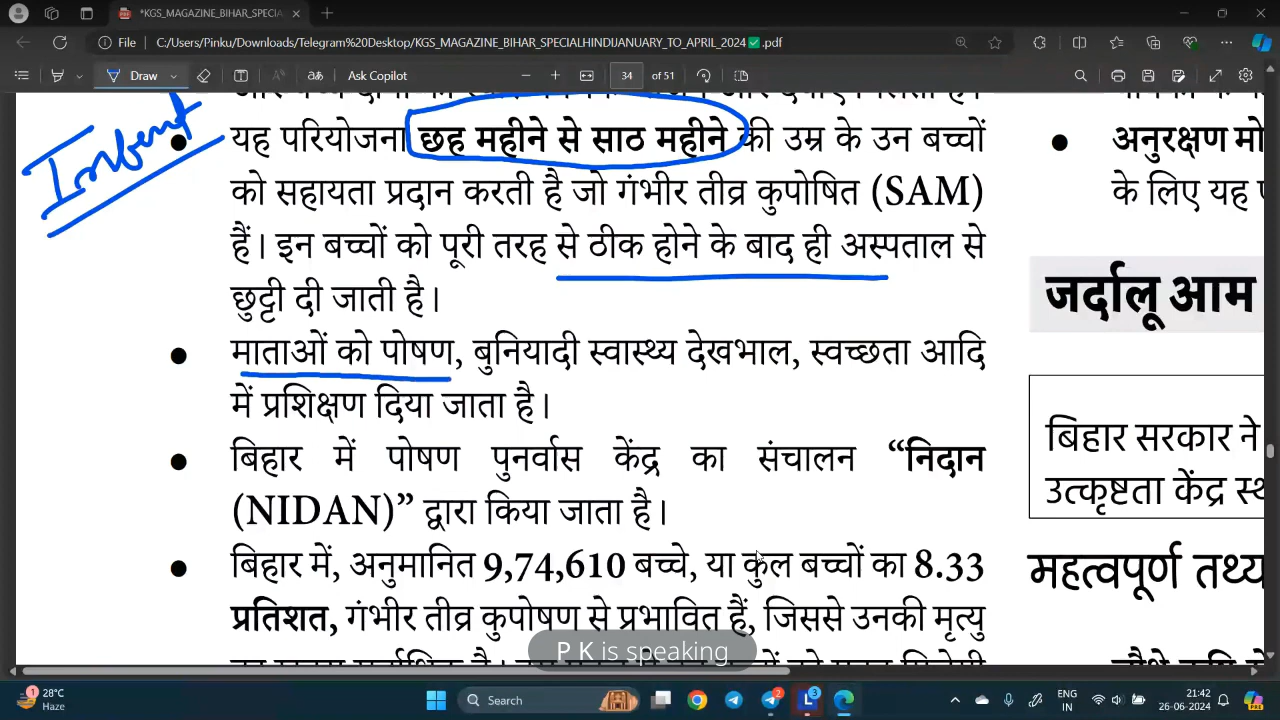 *KGS_MAGAZINE_BIHAR_SPECIA
File C:/Users/Pinku/Downloads/Telegram%20Desktop/KGS_MAGAZINE_BIHAR_SPECIALHINDIJANUARY_TO_APRIL_2024✅.pdf
Draw Ask Copilot 34 of 51
यह परियोजना छह महीने से साठ महीने की उम्र के उन बच्चों
को सहायता प्रदान करती है जो गंभीर तीव्र कुपोषित (SAM)
हैं। इन बच्चों को पूरी तरह से ठीक होने के बाद ही अस्पताल से
छुट्टी दी जाती है।
● माताओं को पोषण, बुनियादी स्वास्थ्य देखभाल, स्वच्छता आदि
में प्रशिक्षण दिया जाता है।
● बिहार में पोषण पुनर्वास केंद्र का संचालन “निदान
(NIDAN)” द्वारा किया जाता है।
● बिहार में, अनुमानित 9,74,610 बच्चे, या कुल बच्चों का 8.33
प्रतिशत, गंभीर तीव्र कुपोषण से प्रभावित हैं, जिससे उनकी मृत्यु
● अनुरक्षण मो
के लिए यह
जर्दालू आम
बिहार सरकार ने
उत्कृष्टता केंद्र
महत्वपूर्ण तथ्य
P K is speaking
28°C
Haze
Search
ENG
IN
21:42
26-06-2024